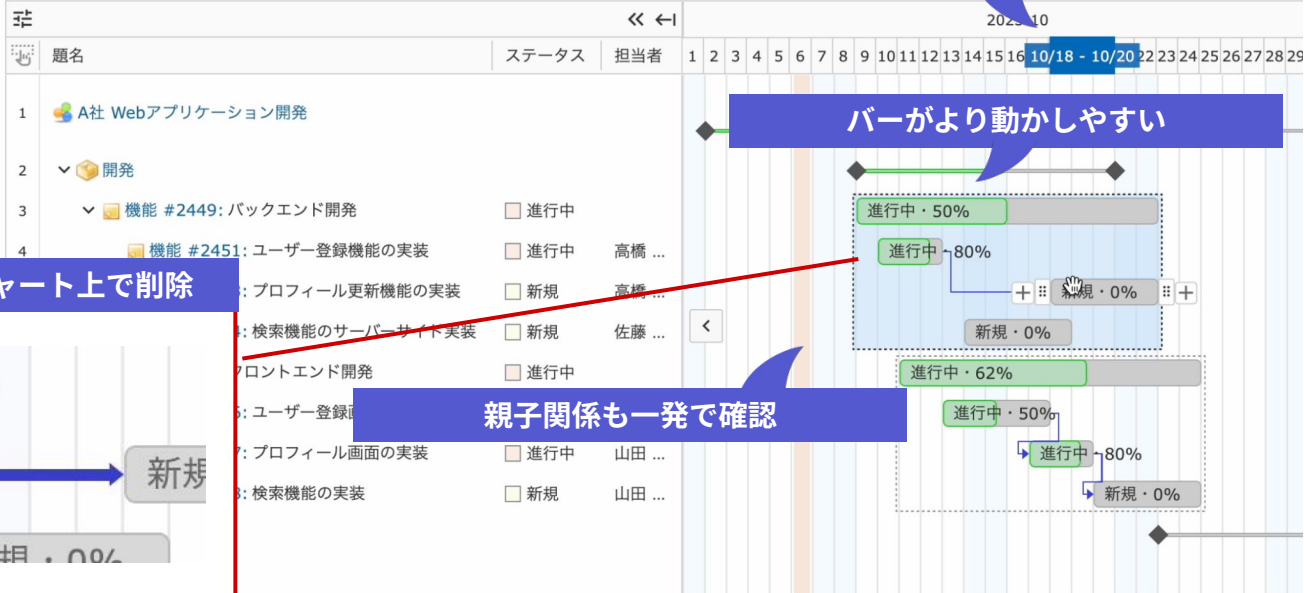 2023 10
題名 ステータス 担当者 1 2 3 4 5 6 7 8 9 10 11 12 13 14 15 16 10/18 - 10/20 22 23 24 25 26 27 28 29
1 A社 Webアプリケーション開発
バーがより動かしやすい
2 開発
3 機能 #2449: バックエンド開発 進行中 進行中・50%
4 機能 #2451: ユーザー登録機能の実装 進行中 高橋 ... 進行中・80%
ャート上で削除
: プロフィール更新機能の実装 新規 高橋 ... 新規・0%
: 検索機能のサーバーサイド実装 新規 佐藤 ... 新規・0%
ロントエンド開発 進行中 進行中・62%
: ユーザー登録 進行中・50%
親子関係も一発で確認
: プロフィール画面の実装 進行中 山田 ... 進行中・80%
: 検索機能の実装 新規 山田 ... 新規・0%
新規
規・0%